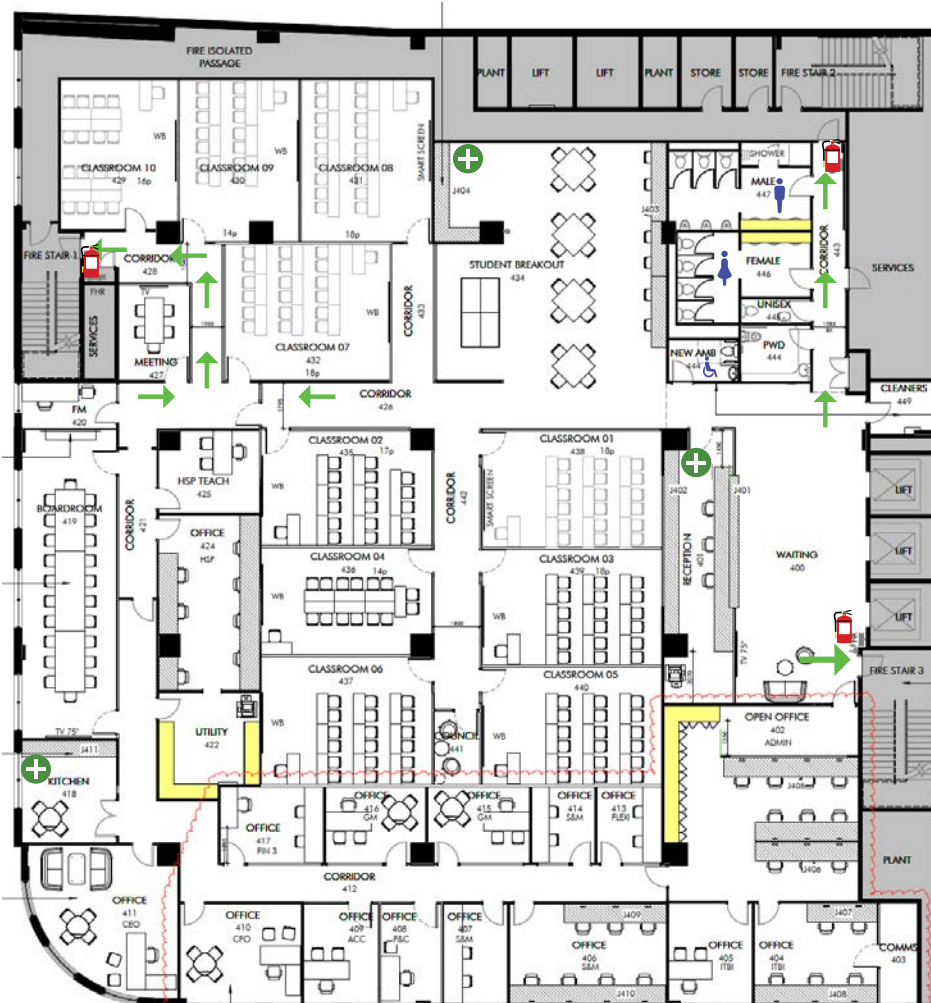 FIRE ISOLATED
PASSAGE
PLANT
LIFT
LIFT
PLANT
STORE
STORE
FIRE STAIR 2
WB
CLASSROOM 10
429 16p
WB
CLASSROOM 09
430
14p
CLASSROOM 08
431
18p
SMART SCREEN
J404
J403
SHOWER
MALE
447
FEMALE
446
UNISEX
445
PWD
444
NEW AMB
444
CORRIDOR
443
SERVICES
FIRE STAIR 1
CORRIDOR
428
FHR
SERVICES
TV
MEETING
427
WB
CLASSROOM 07
432
18p
CORRIDOR
433
STUDENT BREAKOUT
434
CLEANERS
449
FM
420
CORRIDOR
426
BOARDROOM
419
TV 75"
CORRIDOR
421
HSP TEACH
425
OFFICE
424
HSP
CLASSROOM 02
435 17p
WB
CORRIDOR
442
SMART SCREEN
CLASSROOM 01
438 18p
CLASSROOM 04
436 14p
WB
CLASSROOM 03
439 18p
WB
1800
CLASSROOM 06
437
WB
CLASSROOM 05
440
WB
COUNCIL
441
J402
J401
RECEPTION
401
WAITING
400
TV 75"
LIFT
LIFT
LIFT
FIRE STAIR 3
UTILITY
422
J411
KITCHEN
418
OPEN OFFICE
402
ADMIN
J405
J406
PLANT
OFFICE
417
FIN 3
OFFICE
416
GM
OFFICE
415
GM
OFFICE
414
S&M
OFFICE
413
FLEXI
CORRIDOR
412
OFFICE
411
CEO
OFFICE
410
CFO
OFFICE
409
ACC
OFFICE
408
P&C
OFFICE
407
S&M
J409
OFFICE
406
S&M
J410
OFFICE
405
ITBI
J407
OFFICE
404
ITBI
J408
COMMS
403